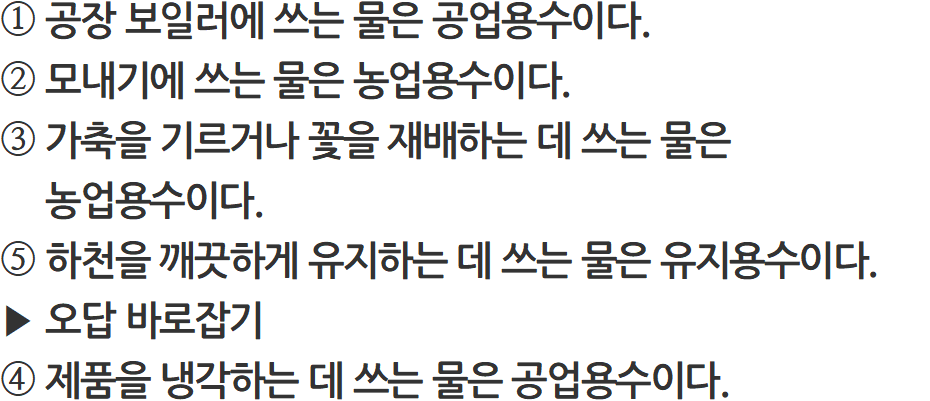 ① 공장 보일러에 쓰는 물은 공업용수이다.
② 모내기에 쓰는 물은 농업용수이다.
③ 가축을 기르거나 꽃을 재배하는 데 쓰는 물은
농업용수이다.
⑤ 하천을 깨끗하게 유지하는 데 쓰는 물은 유지용수이다.
▶ 오답 바로잡기
④ 제품을 냉각하는 데 쓰는 물은 공업용수이다.